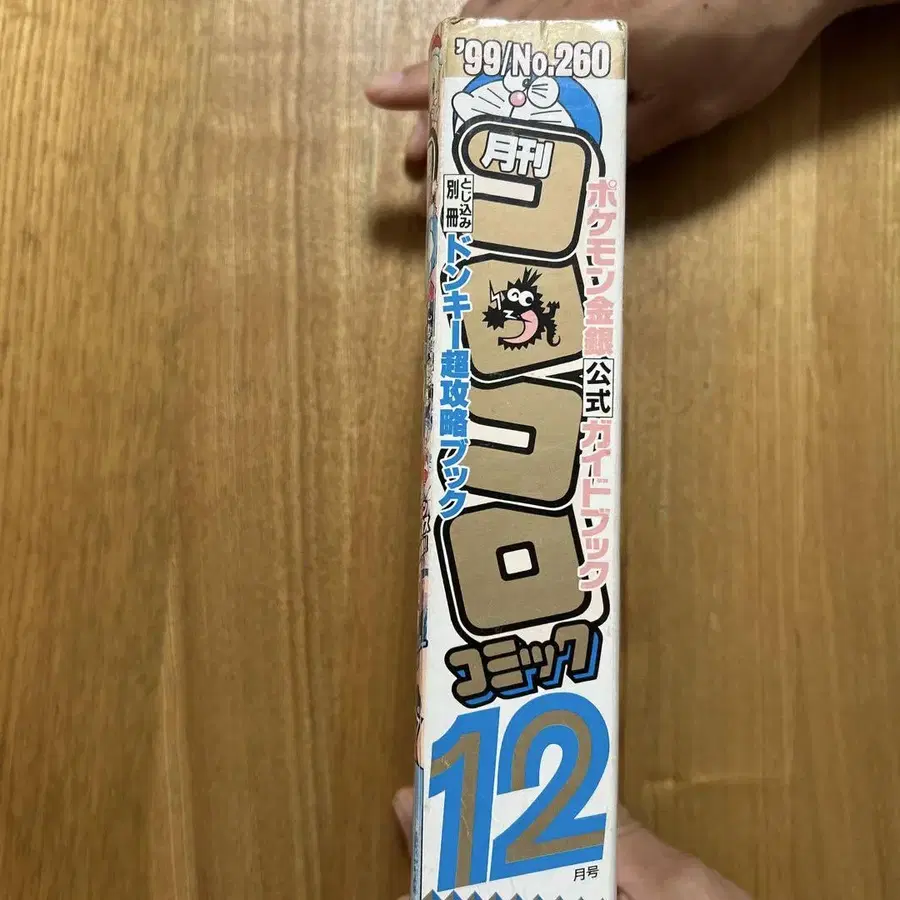 '99/No.260
月刊
コロコロ
コミック
ポケモン金銀公式ガイドブック
とじ込み
別冊
ドンキー超攻略ブック
12
月号